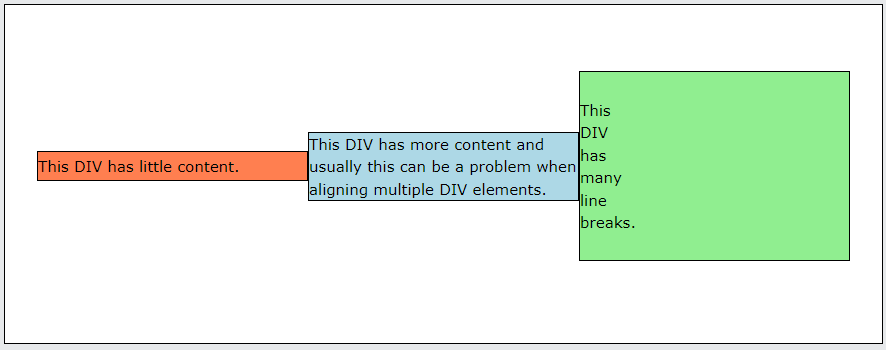 This DIV has little content.
This DIV has more content and
usually this can be a problem when
aligning multiple DIV elements.
This
DIV
has
many
line
breaks.